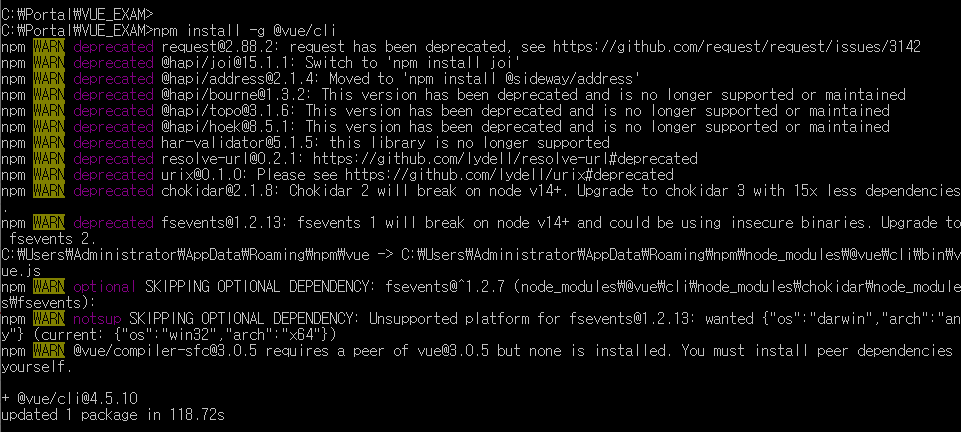 C:₩Portal₩VUE_EXAM>
C:₩Portal₩VUE_EXAM>npm install -g @vue/cli
npm WARN deprecated request@2.88.2: request has been deprecated, see https://github.com/request/request/issues/3142
npm WARN deprecated @hapi/joi@15.1.1: Switch to 'npm install joi'
npm WARN deprecated @hapi/address@2.1.4: Moved to 'npm install @sideway/address'
npm WARN deprecated @hapi/bourne@1.3.2: This version has been deprecated and is no longer supported or maintained
npm WARN deprecated @hapi/topo@3.1.6: This version has been deprecated and is no longer supported or maintained
npm WARN deprecated @hapi/hoek@8.5.1: This version has been deprecated and is no longer supported or maintained
npm WARN deprecated har-validator@5.1.5: this library is no longer supported
npm WARN deprecated resolve-url@0.2.1: https://github.com/lydell/resolve-url#deprecated
npm WARN deprecated urix@0.1.0: Please see https://github.com/lydell/urix#deprecated
npm WARN deprecated chokidar@2.1.8: Chokidar 2 will break on node v14+. Upgrade to chokidar 3 with 15x less dependencies
.
npm WARN deprecated fsevents@1.2.13: fsevents 1 will break on node v14+ and could be using insecure binaries. Upgrade to
 fsevents 2.
C:₩Users₩Administrator₩AppData₩Roaming₩npm₩vue -> C:₩Users₩Administrator₩AppData₩Roaming₩npm₩node_modules₩@vue₩cli₩bin₩v
ue.js
npm WARN optional SKIPPING OPTIONAL DEPENDENCY: fsevents@^1.2.7 (node_modules₩@vue₩cli₩node_modules₩chokidar₩node_module
s₩fsevents):
npm WARN notsup SKIPPING OPTIONAL DEPENDENCY: Unsupported platform for fsevents@1.2.13: wanted {"os":"darwin","arch":"an
y"} (current: {"os":"win32","arch":"x64"})
npm WARN @vue/compiler-sfc@3.0.5 requires a peer of vue@3.0.5 but none is installed. You must install peer dependencies
yourself.
+ @vue/cli@4.5.10
updated 1 package in 118.72s